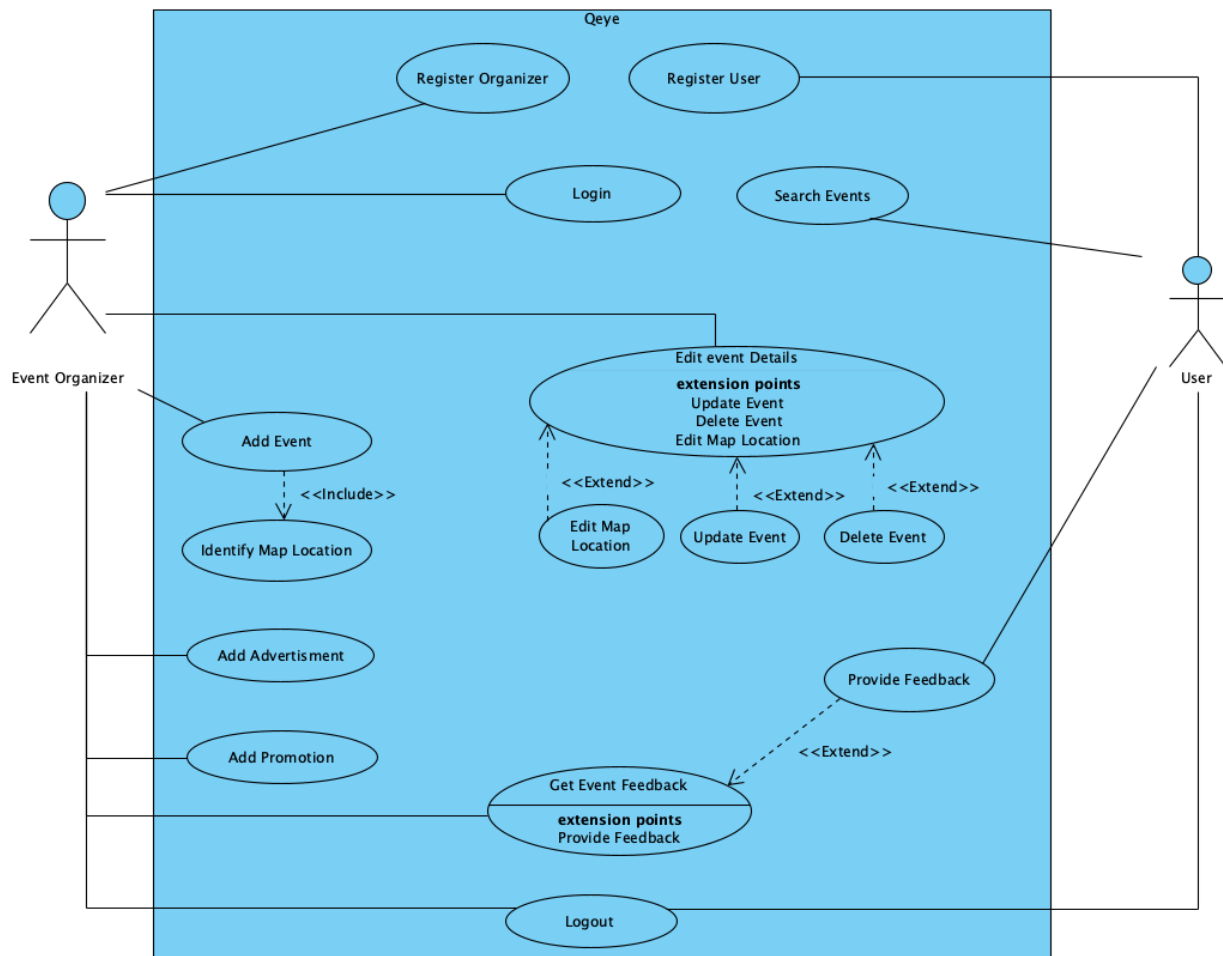 Qeye
Register Organizer
Register User
Login
Search Events
Event Organizer
User
Edit event Details
extension points
Update Event
Delete Event
Edit Map Location
Add Event
<<Include>>
Identify Map Location
<<Extend>>
<<Extend>>
<<Extend>>
Edit Map
Location
Update Event
Delete Event
Add Advertisment
Provide Feedback
Add Promotion
<<Extend>>
Get Event Feedback
extension points
Provide Feedback
Logout